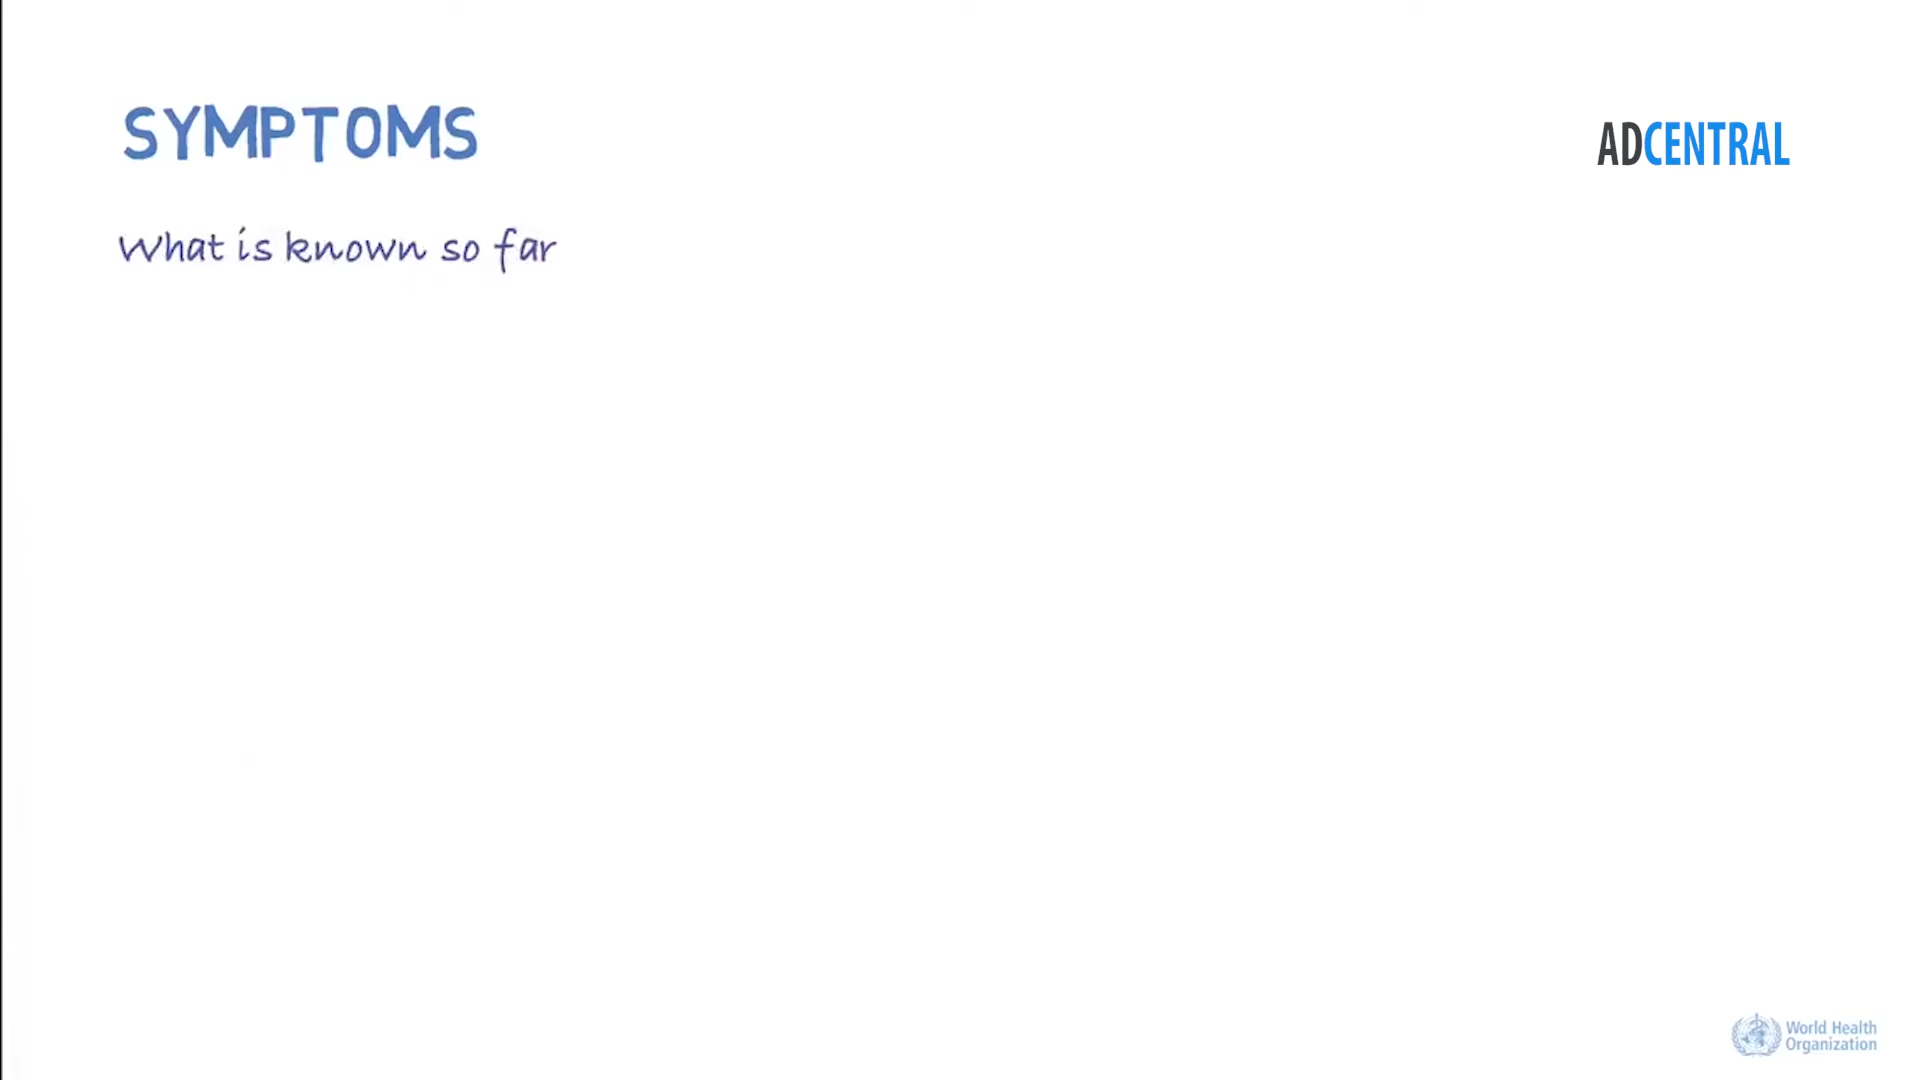 SYMPTOMS
ADCENTRAL
What is known so far
World Health
Organization